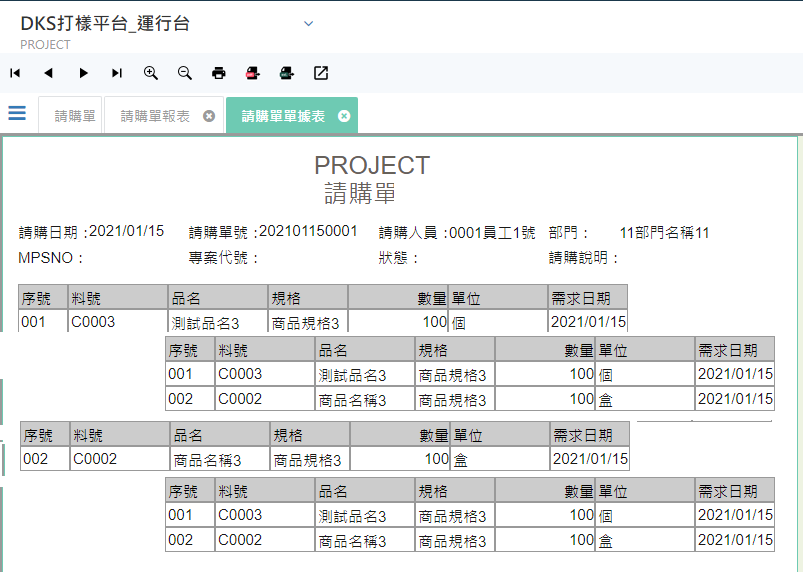 DKS打樣平台_運行台
PROJECT
請購單 請購單報表 請購單單據表
PROJECT
請購單
請購日期：2021/01/15 請購單號：202101150001 請購人員：0001員工1號 部門： 11部門名稱11
MPSNO： 專案代號： 狀態： 請購說明：
序號 料號 品名 規格 數量 單位 需求日期
001 C0003 測試品名3 商品規格3 100 個 2021/01/15
序號 料號 品名 規格 數量 單位 需求日期
001 C0003 測試品名3 商品規格3 100 個 2021/01/15
002 C0002 商品名稱3 商品規格3 100 盒 2021/01/15
序號 料號 品名 規格 數量 單位 需求日期
002 C0002 商品名稱3 商品規格3 100 盒 2021/01/15
序號 料號 品名 規格 數量 單位 需求日期
001 C0003 測試品名3 商品規格3 100 個 2021/01/15
002 C0002 商品名稱3 商品規格3 100 盒 2021/01/15